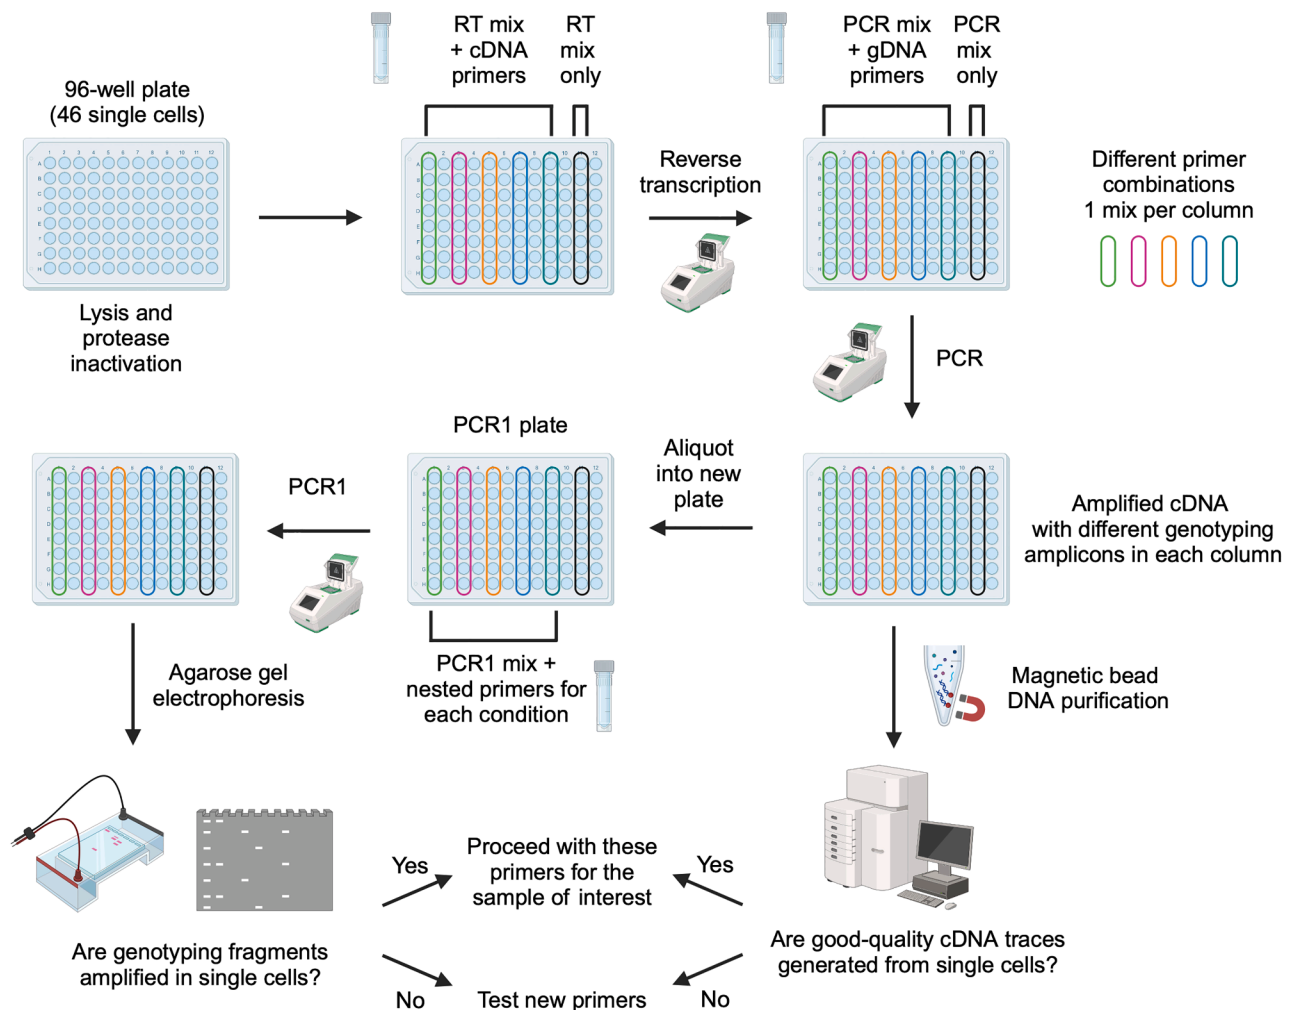 96-well plate
(46 single cells)
Lysis and
protease
inactivation
RT mix
+ cDNA
primers
RT
mix
only
Reverse
transcription
PCR mix
+ gDNA
primers
PCR
mix
only
Different primer
combinations
1 mix per column
PCR
Amplified cDNA
with different genotyping
amplicons in each column
Aliquot
into new
plate
PCR1 plate
PCR1 mix +
nested primers for
each condition
PCR1
Agarose gel
electrophoresis
Magnetic bead
DNA purification
Are genotyping fragments
amplified in single cells?
Yes
No
Proceed with these
primers for the
sample of interest
Test new primers
Yes
No
Are good-quality cDNA traces
generated from single cells?